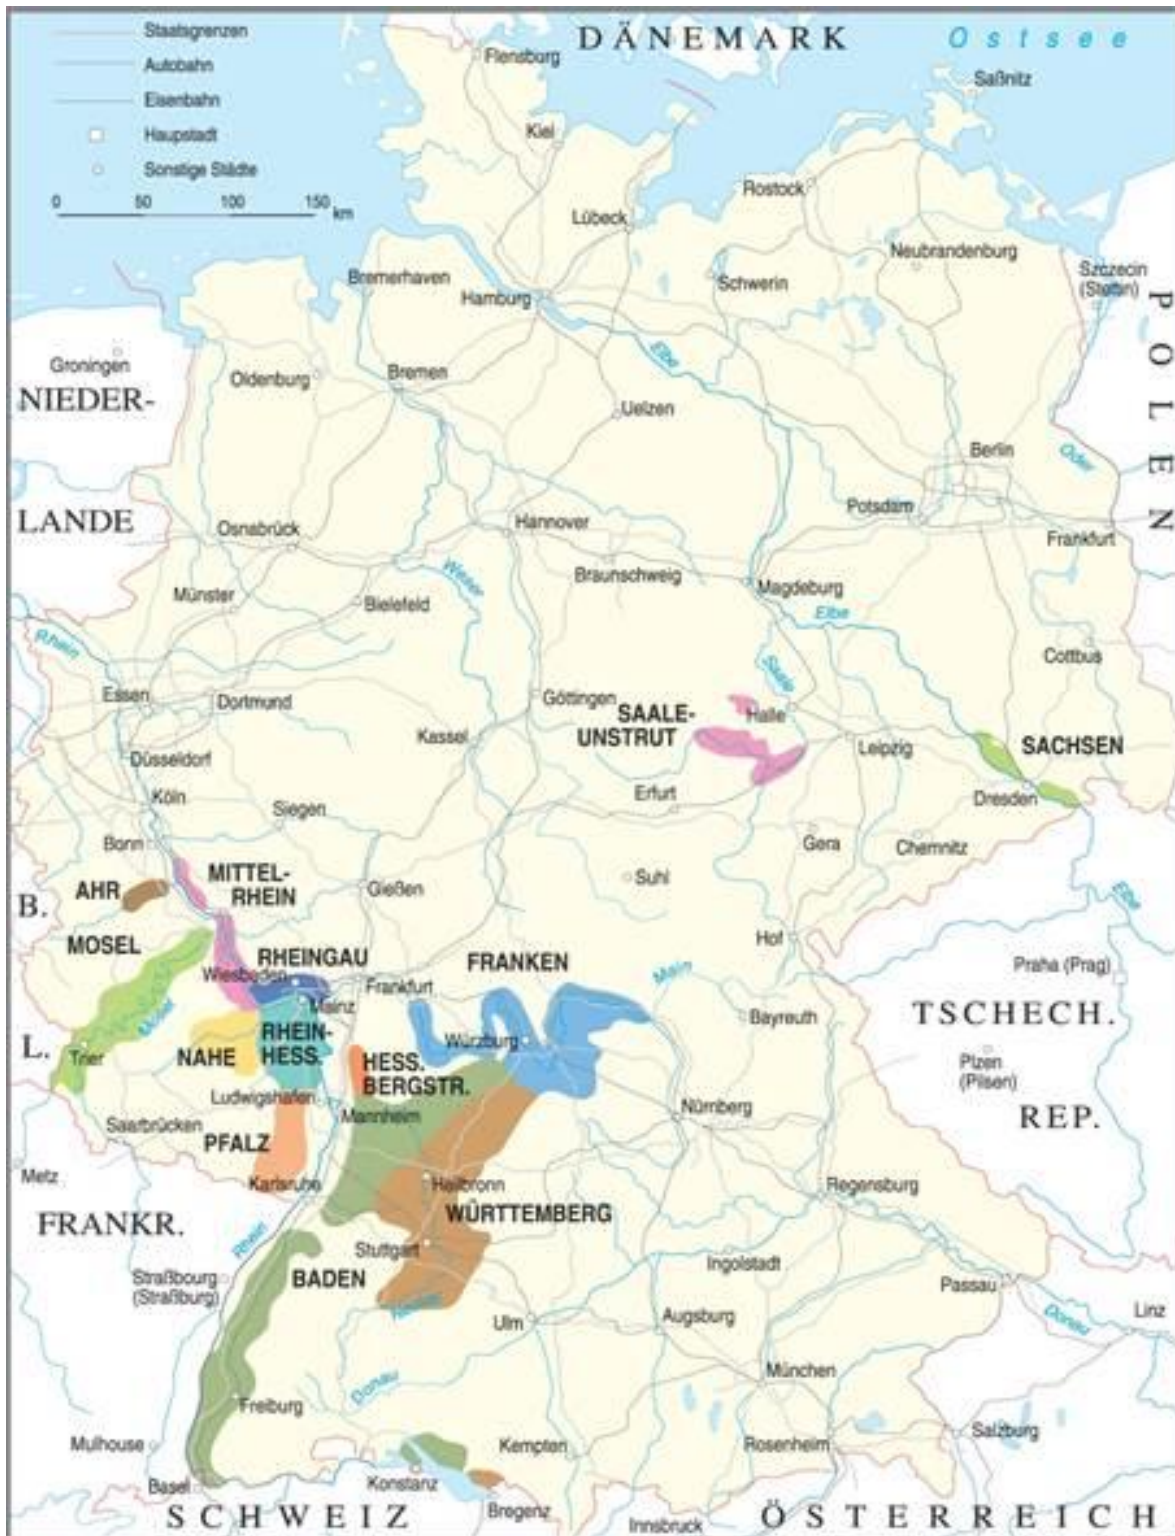 Staatsgrenzen
Autobahn
Eisenbahn
Haupstadt
Sonstige Städte
0 50 100 150
km
DÄNEMARK
Ostsee
Flensburg
Saßnitz
Kiel
Rostock
Lübeck
Neubrandenburg
Bremerhaven
Schwerin
Szczecin
(Stettin)
Hamburg
POLEN
Groningen
Elbe
Oldenburg
Bremen
NIEDER-
Uelzen
Berlin
Oder
Potsdam
LANDE
Osnabrück
Hannover
Frankfurt
Braunschweig
Magdeburg
Weser
Münster
Bielefeld
Elbe
Rhein
Cottbus
Saale
Essen
Dortmund
Göttingen
SAALE-
UNSTRUT
Halle
Kassel
Leipzig
SACHSEN
Düsseldorf
Köln
Siegen
Erfurt
Dresden
Bonn
Gera
Chemnitz
MITTEL-
RHEIN
AHR
Gießen
Suhl
Elbe
B.
MOSEL
Hof
RHEINGAU
FRANKEN
Wiesbaden
Frankfurt
Main
Praha (Prag)
Mainz
TSCHECH.
Mosel
Bayreuth
RHEIN-
HESS.
Würzburg
L.
Trier
NAHE
HESS.
BERGSTR.
Plzen
(Pilsen)
Ludwigshafen
Mannheim
Nürnberg
REP.
Saarbrücken
PFALZ
Metz
Karlsruhe
Heilbronn
Regensburg
FRANKR.
WÜRTTEMBERG
Rhein
Stuttgart
Ingolstadt
Straßbourg
(Straßburg)
BADEN
Passau
Neckar
Ulm
Augsburg
Donau
Linz
München
Donau
Freiburg
Mulhouse
Kempten
Rosenheim
Salzburg
Basel
Konstanz
Bregenz
SCHWEIZ
Innsbruck
ÖSTERREICH